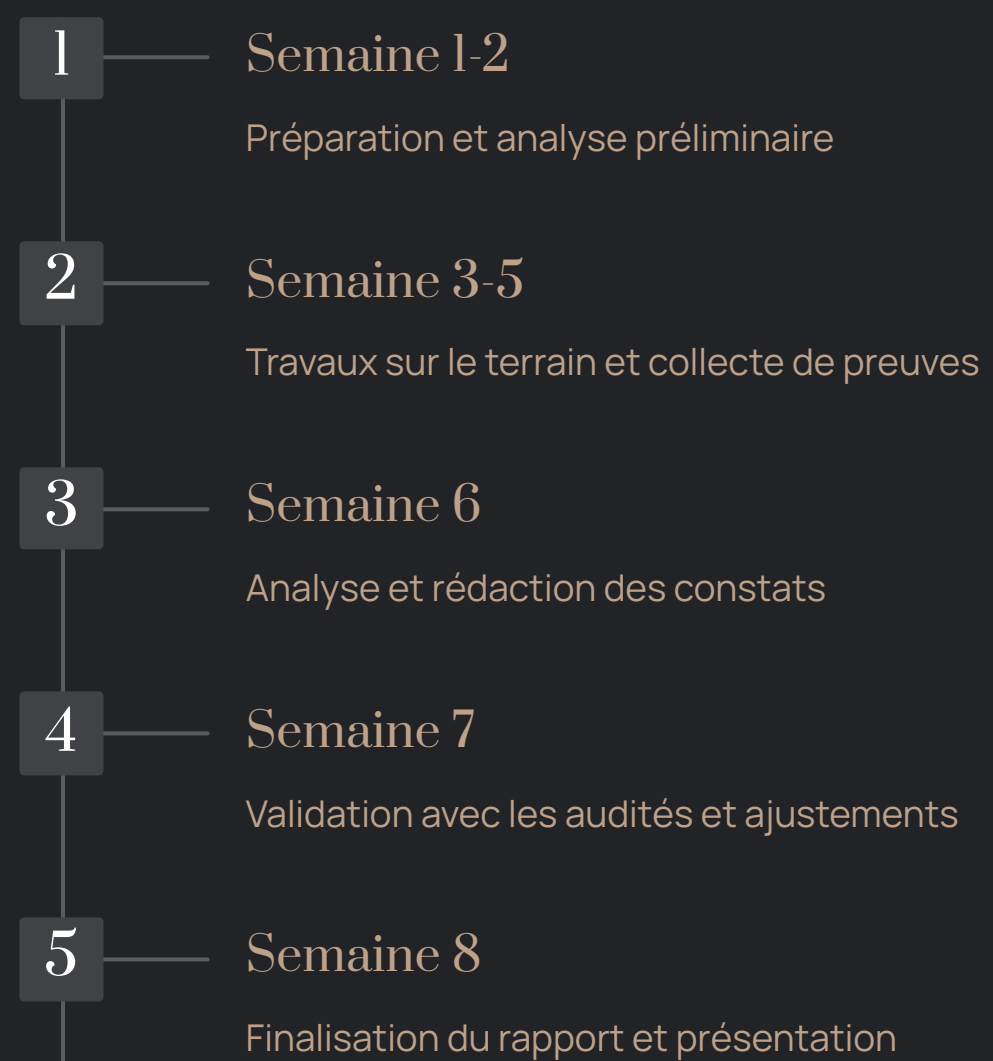 1
Semaine 1-2
Préparation et analyse préliminaire
2
Semaine 3-5
Travaux sur le terrain et collecte de preuves
3
Semaine 6
Analyse et rédaction des constats
4
Semaine 7
Validation avec les audités et ajustements
5
Semaine 8
Finalisation du rapport et présentation